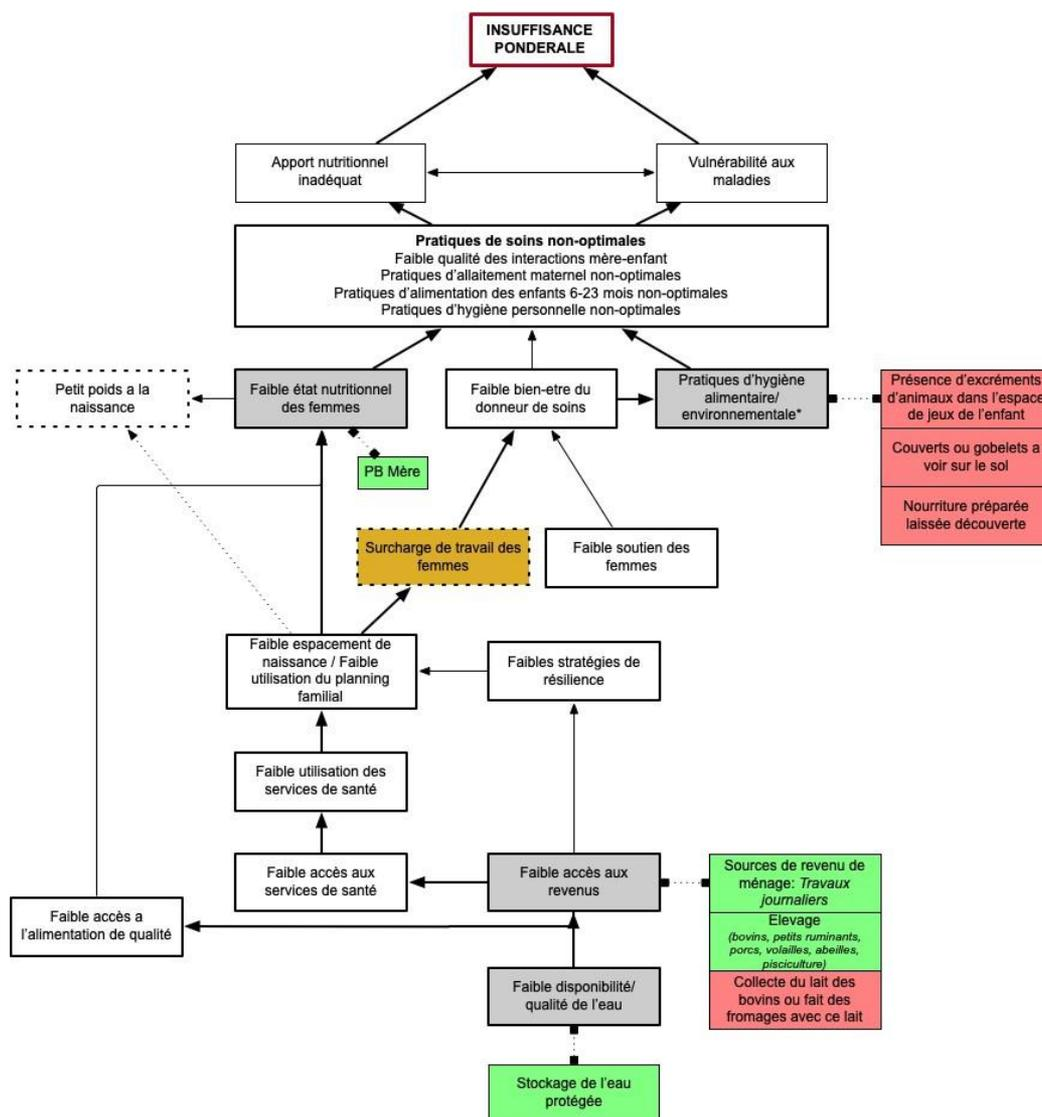 INSUFFISANCE
PONDERALE
Apport nutritionnel
inadéquat
Vulnérabilité aux
maladies
Pratiques de soins non-optimales
Faible qualité des interactions mère-enfant
Pratiques d'allaitement maternel non-optimales
Pratiques d'alimentation des enfants 6-23 mois non-optimales
Pratiques d'hygiène personnelle non-optimales
Petit poids a la
naissance
Faible état nutritionnel
des femmes
Faible bien-etre du
donneur de soins
Pratiques d'hygiène
alimentaire/
environnementale*
Présence d'excréments
d'animaux dans l'espace
de jeux de l'enfant
Couverts ou gobelets a
voir sur le sol
Nourriture préparée
laissée découverte
PB Mère
Surcharge de travail des
femmes
Faible soutien des
femmes
Faible espacement de
naissance / Faible
utilisation du planning
familial
Faibles stratégies de
résilience
Faible utilisation des
services de santé
Faible accès aux
services de santé
Faible accès aux
revenus
Sources de revenu de
ménage: Travaux
journaliers
Elevage
(bovins, petits ruminants,
porcs, volailles, abeilles,
pisciculture)
Collecte du lait des
bovins ou fait des
fromages avec ce lait
Faible accès a
l'alimentation de qualité
Faible disponibilité/
qualité de l'eau
Stockage de l'eau
protégée